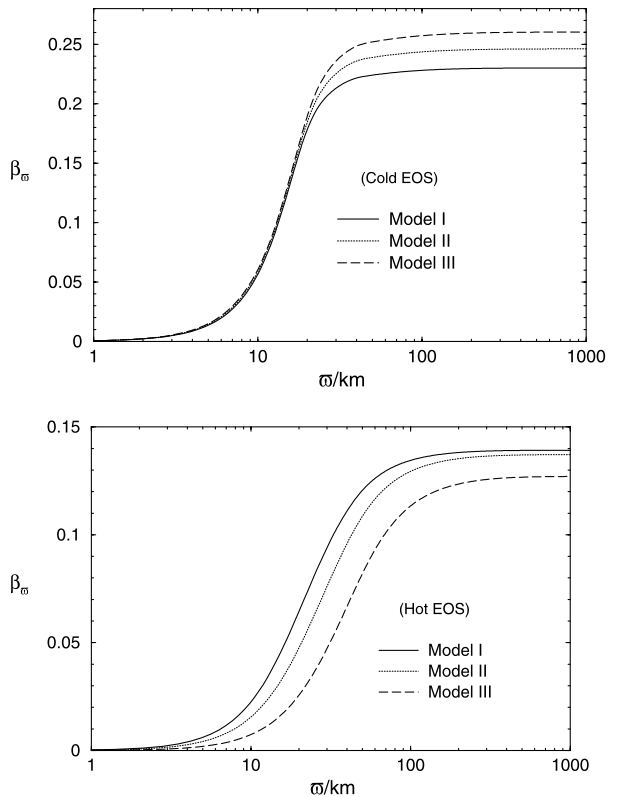 0.25
0.2
0.15
0.1
0.05
0
βϖ
(Cold EOS)
Model I
Model II
Model III
1
10
100
1000
ϖ/km
0.15
0.1
0.05
0
βϖ
(Hot EOS)
Model I
Model II
Model III
1
10
100
1000
ϖ/km